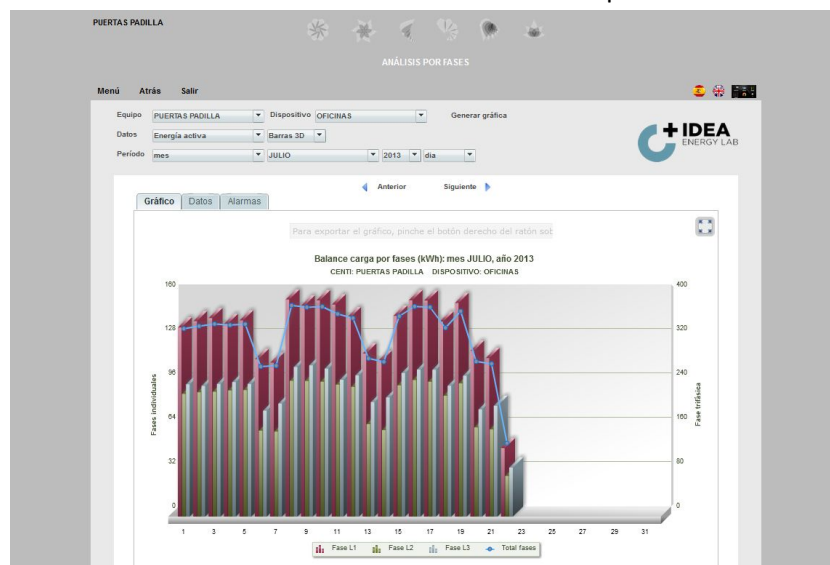 PUERTAS PADILLA
ANÁLISIS POR FASES
Menú Atrás Salir
Equipo PUERTAS PADILLA Dispositivo OFICINAS Generar gráfica
Datos Energía activa Barras 3D
Período mes JULIO 2013 dia
+ IDEA
ENERGY LAB
Anterior Siguiente
Gráfico Datos Alarmas
Para exportar el gráfico, pinche el botón derecho del ratón sob
Balance carga por fases (kWh): mes JULIO, año 2013
CENTI: PUERTAS PADILLA DISPOSITIVO: OFICINAS
160 400
128 320
96 240
64 160
32 80
0 0
Fases individuales
Fase trifásica
1 3 5 7 9 11 13 15 17 19 21 23 25 27 29 31
Fase L1 Fase L2 Fase L3 Total fases